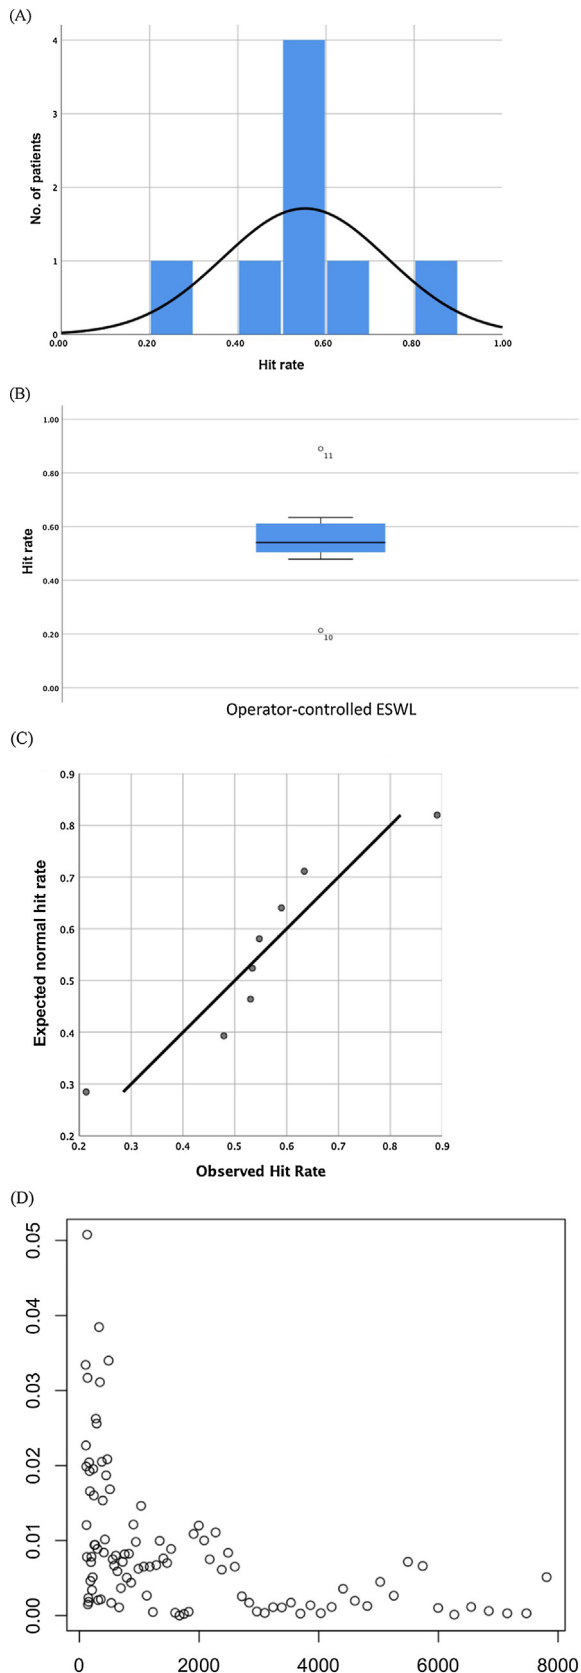 (A)
4
3
2
1
0
No. of patients
0.00 0.20 0.40 0.60 0.80 1.00
Hit rate
(B)
1.00
0.80
0.60
0.40
0.20
0.00
Hit rate
11
10
Operator-controlled ESWL
(C)
0.9
0.8
0.7
0.6
0.5
0.4
0.3
0.2
Expected normal hit rate
0.2 0.3 0.4 0.5 0.6 0.7 0.8 0.9
Observed Hit Rate
(D)
0.05
0.04
0.03
0.02
0.01
0.00
0 2000 4000 6000 8000